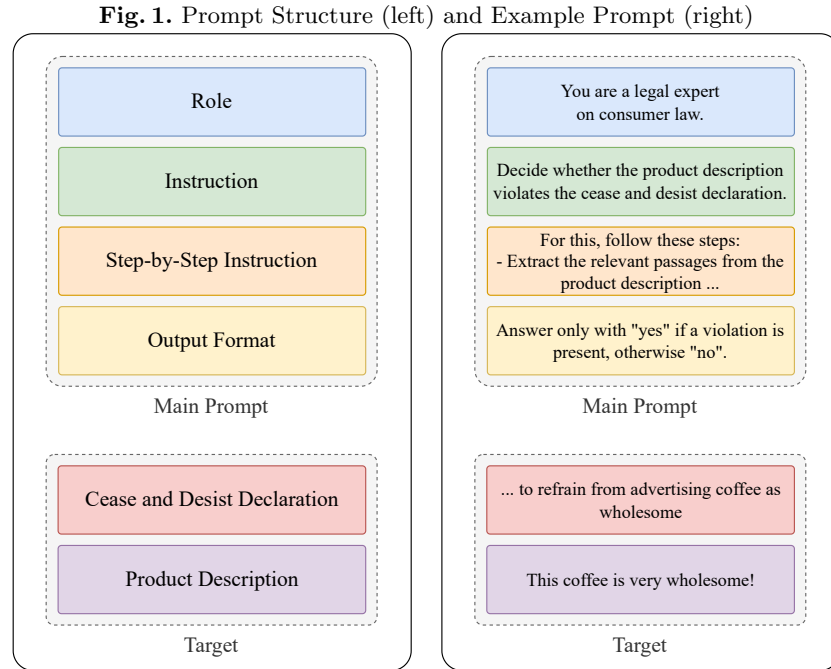 Fig. 1. Prompt Structure (left) and Example Prompt (right)
Role
Instruction
Step-by-Step Instruction
Output Format
Main Prompt
Cease and Desist Declaration
Product Description
Target
You are a legal expert
on consumer law.
Decide whether the product description
violates the cease and desist declaration.
For this, follow these steps:
- Extract the relevant passages from the
product description ...
Answer only with "yes" if a violation is
present, otherwise "no".
Main Prompt
... to refrain from advertising coffee as
wholesome
This coffee is very wholesome!
Target